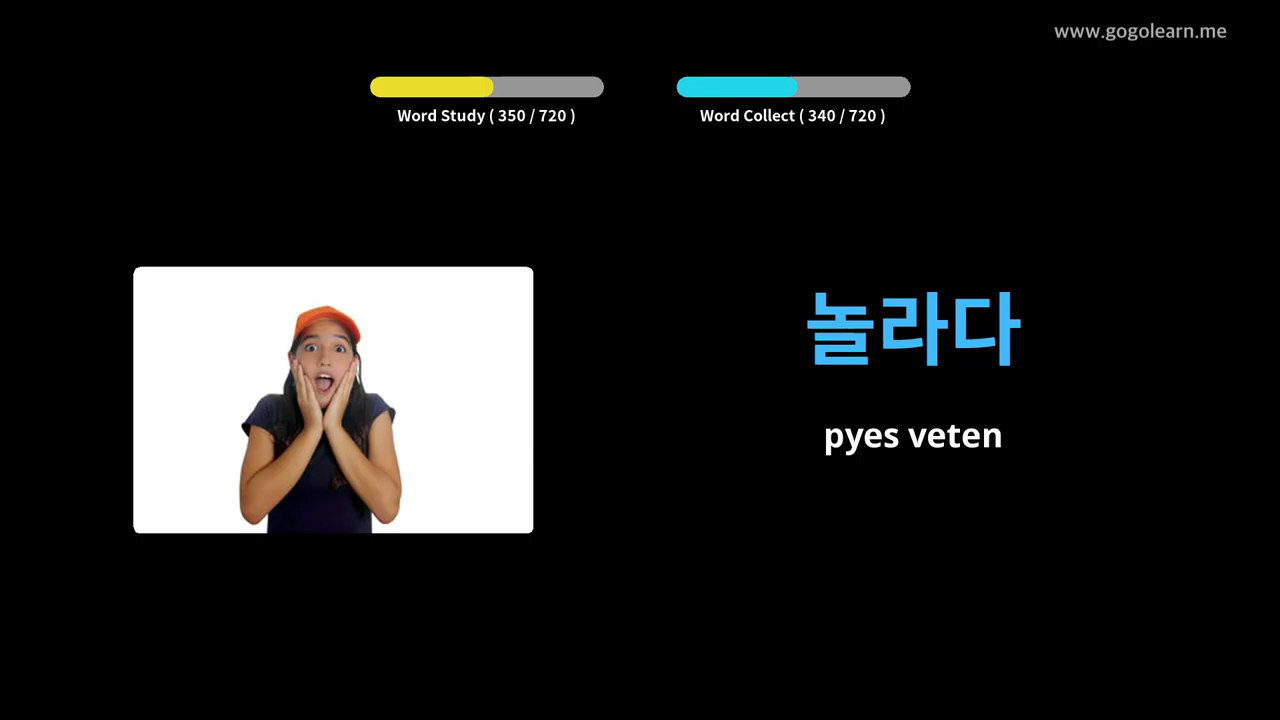 www.gogolearn.me
Word Study ( 350 / 720 )
Word Collect ( 340 / 720 )
놀라다
pyes veten